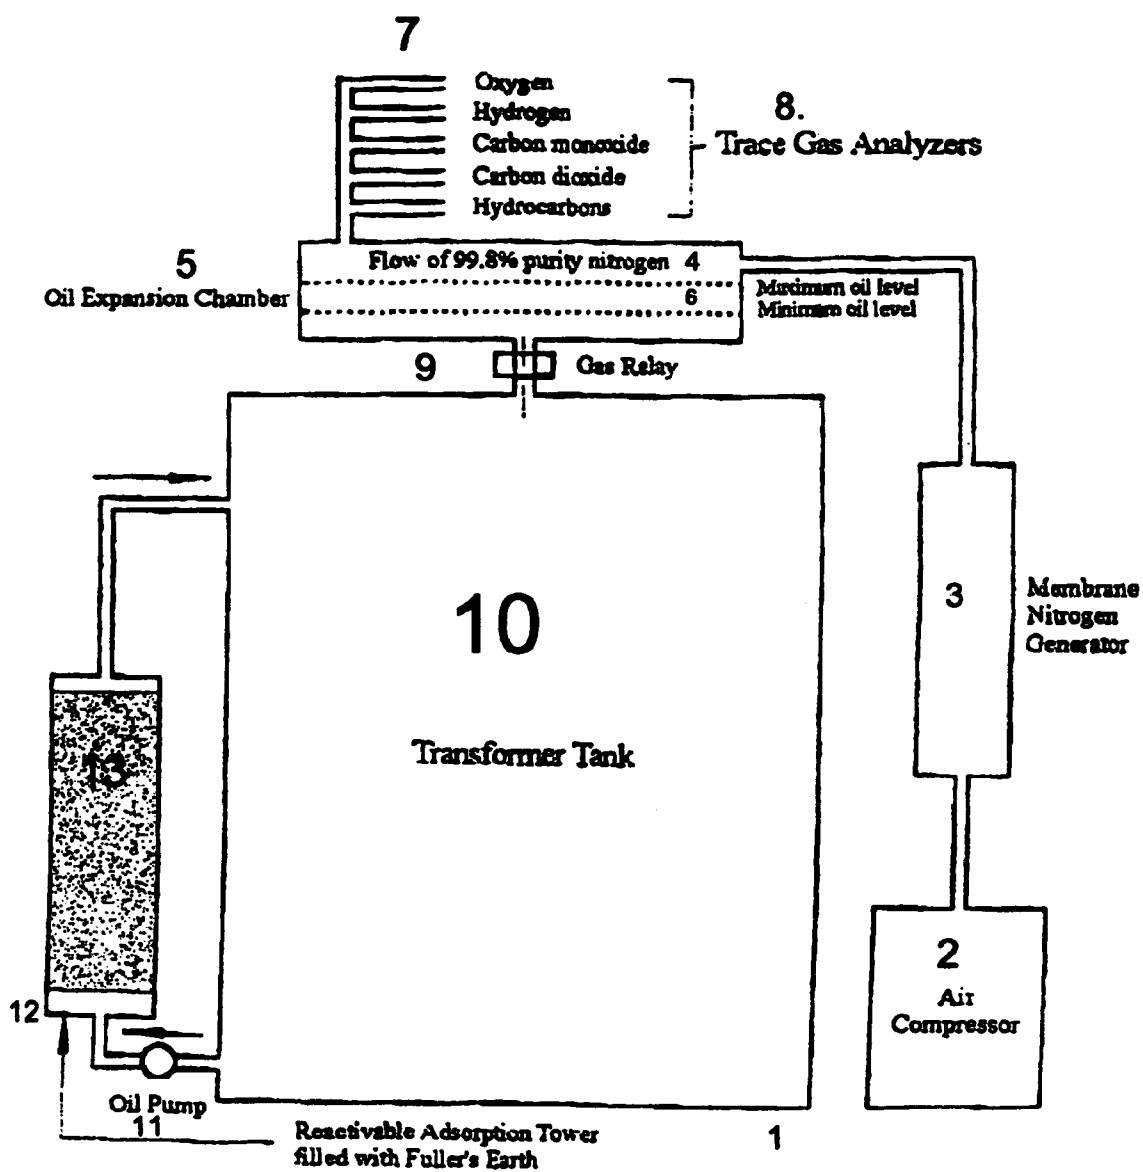 7
Oxygen
Hydrogen
Carbon monoxide
Carbon dioxide
Hydrocarbons
8.
Trace Gas Analyzers
5
Oil Expansion Chamber
Flow of 99.8% purity nitrogen 4
6
Maximum oil level
Minimum oil level
9
Gas Relay
10
Transformer Tank
3
Membrane
Nitrogen
Generator
13
2
Air
Compressor
12
Oil Pump
11
Reactivable Adsorption Tower
filled with Fuller's Earth
1